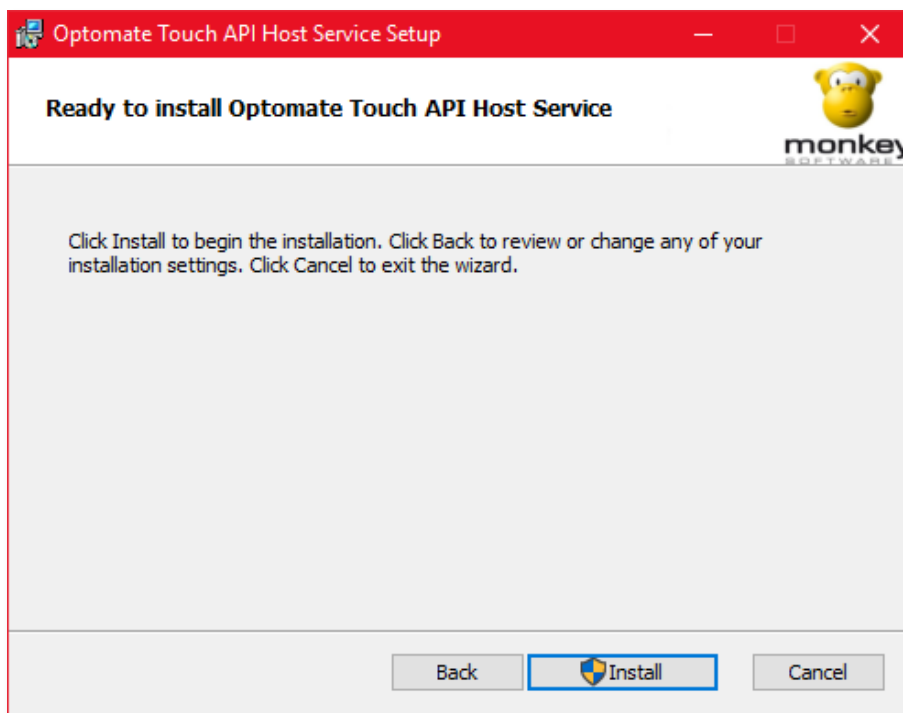 Optomate Touch API Host Service Setup
Ready to install Optomate Touch API Host Service
monkey
SOFTWARE
Click Install to begin the installation. Click Back to review or change any of your
installation settings. Click Cancel to exit the wizard.
Back
Install
Cancel